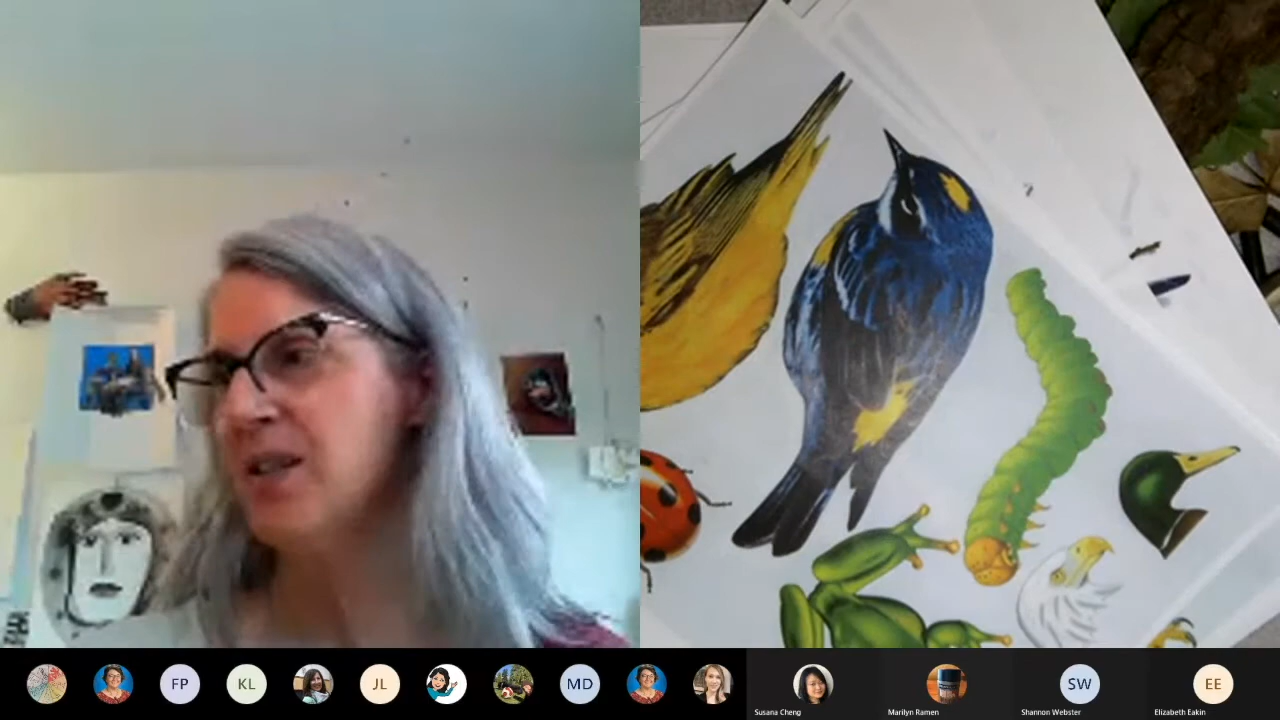 FP
KL
JL
MD
SW
EE
Susana Cheng
Marilyn Ramen
Shannon Webster
Elizabeth Eakin